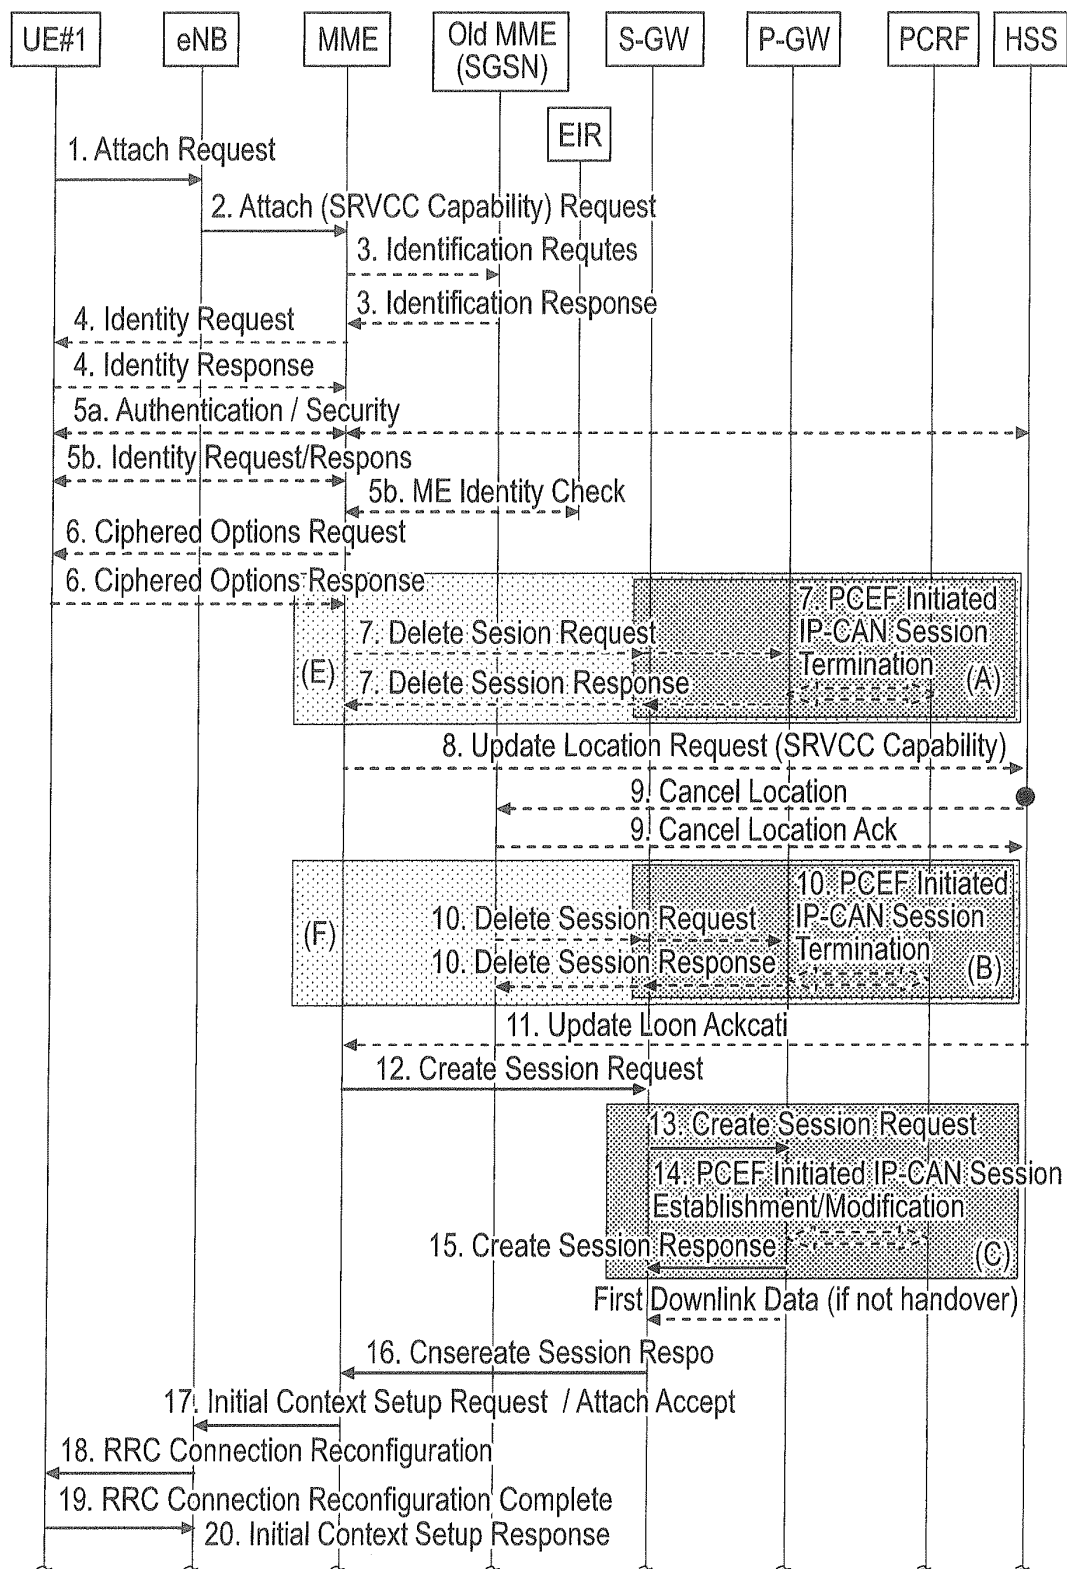 UE#1
eNB
MME
Old MME
(SGSN)
S-GW
P-GW
PCRF
HSS
EIR
1. Attach Request
2. Attach (SRVCC Capability) Request
3. Identification Requtes
3. Identification Response
4. Identity Request
4. Identity Response
5a. Authentication / Security
5b. Identity Request/Respons
5b. ME Identity Check
6. Ciphered Options Request
6. Ciphered Options Response
7. PCEF Initiated
IP-CAN Session
Termination
7. Delete Sesion Request
(E)
7. Delete Session Response
(A)
8. Update Location Request (SRVCC Capability)
9. Cancel Location
9. Cancel Location Ack
10. PCEF Initiated
IP-CAN Session
Termination
10. Delete Session Request
(F)
10. Delete Session Response
(B)
11. Update Loon Ackcati
12. Create Session Request
13. Create Session Request
14. PCEF Initiated IP-CAN Session
Establishment/Modification
15. Create Session Response
(C)
First Downlink Data (if not handover)
16. Cnsereate Session Respo
17. Initial Context Setup Request / Attach Accept
18. RRC Connection Reconfiguration
19. RRC Connection Reconfiguration Complete
20. Initial Context Setup Response